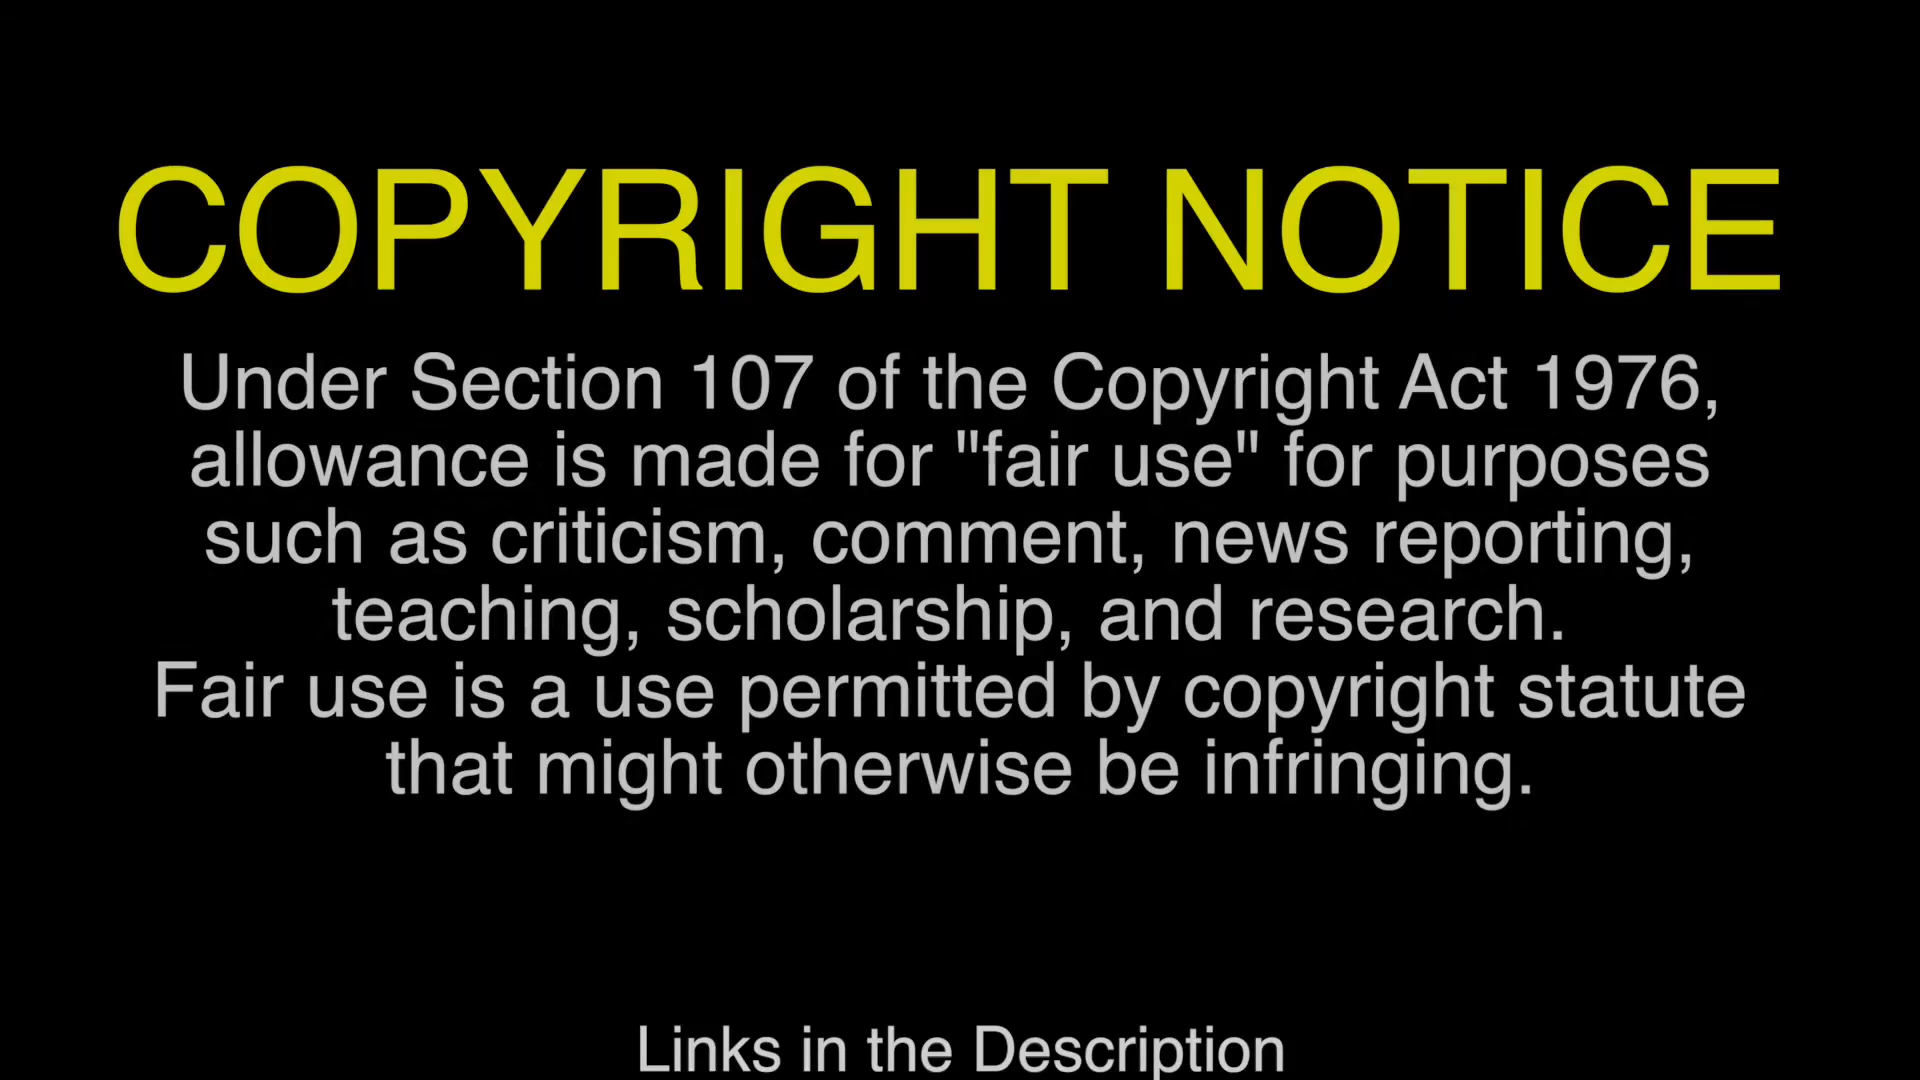 COPYRIGHT NOTICE
Under Section 107 of the Copyright Act 1976,
allowance is made for "fair use" for purposes
such as criticism, comment, news reporting,
teaching, scholarship, and research.
Fair use is a use permitted by copyright statute
that might otherwise be infringing.
Links in the Description